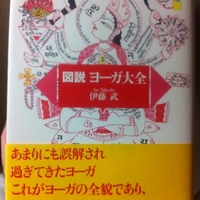 図説 ヨーガ大全
Ito Takeshi
伊藤 武
あまりにも誤解され
過ぎてきたヨーガ
これがヨーガの全貌であり、